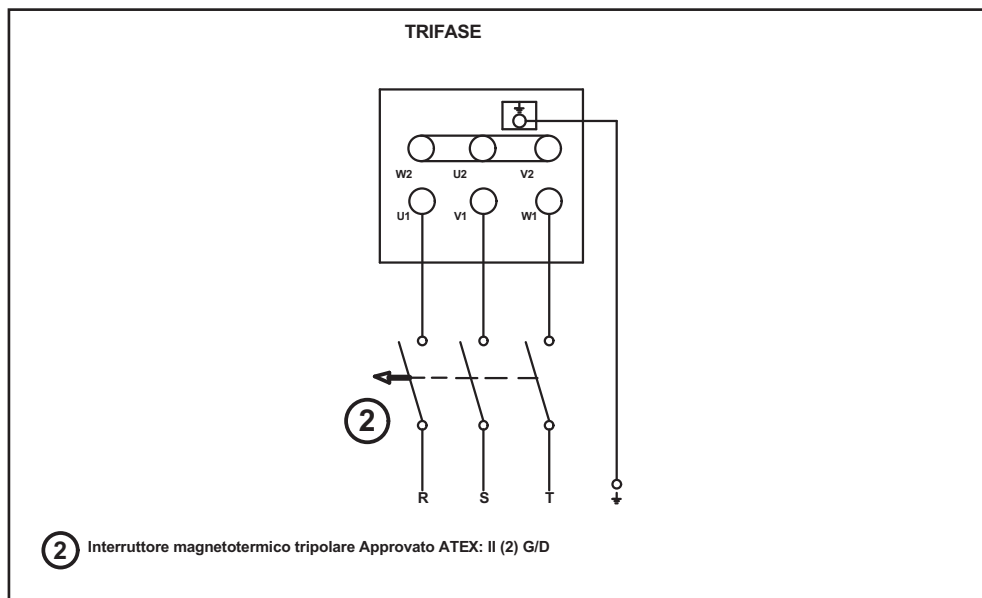 TRIFASE
W2 U2 V2
U1 V1 W1
2
R S T
2 Interruttore magnetotermico tripolare Approvato ATEX: II (2) G/D